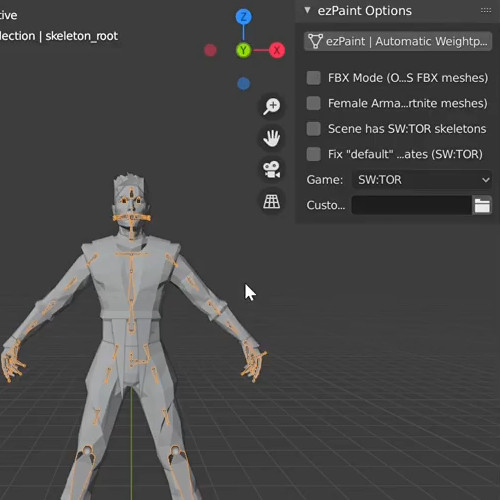 tive
lection | skeleton_root
Z
Y
X
ezPaint Options
ezPaint | Automatic Weightp...
FBX Mode (O...S FBX meshes)
Female Arma...rtnite meshes)
Scene has SW:TOR skeletons
Fix "default" ...ates (SW:TOR)
Game: SW:TOR
Custo...